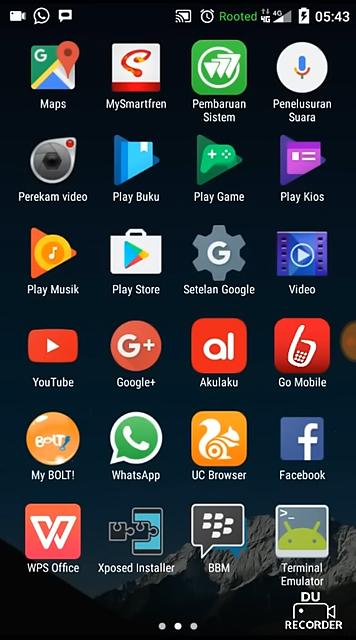 Rooted 4G 4G 05:43
Maps MySmartfren Pembaruan Sistem Penelusuran Suara
Perekam video Play Buku Play Game Play Kios
Play Musik Play Store Setelan Google Video
YouTube Google+ Akulaku Go Mobile
My BOLT! WhatsApp UC Browser Facebook
WPS Office Xposed Installer BBM Terminal Emulator
DU
RECORDER